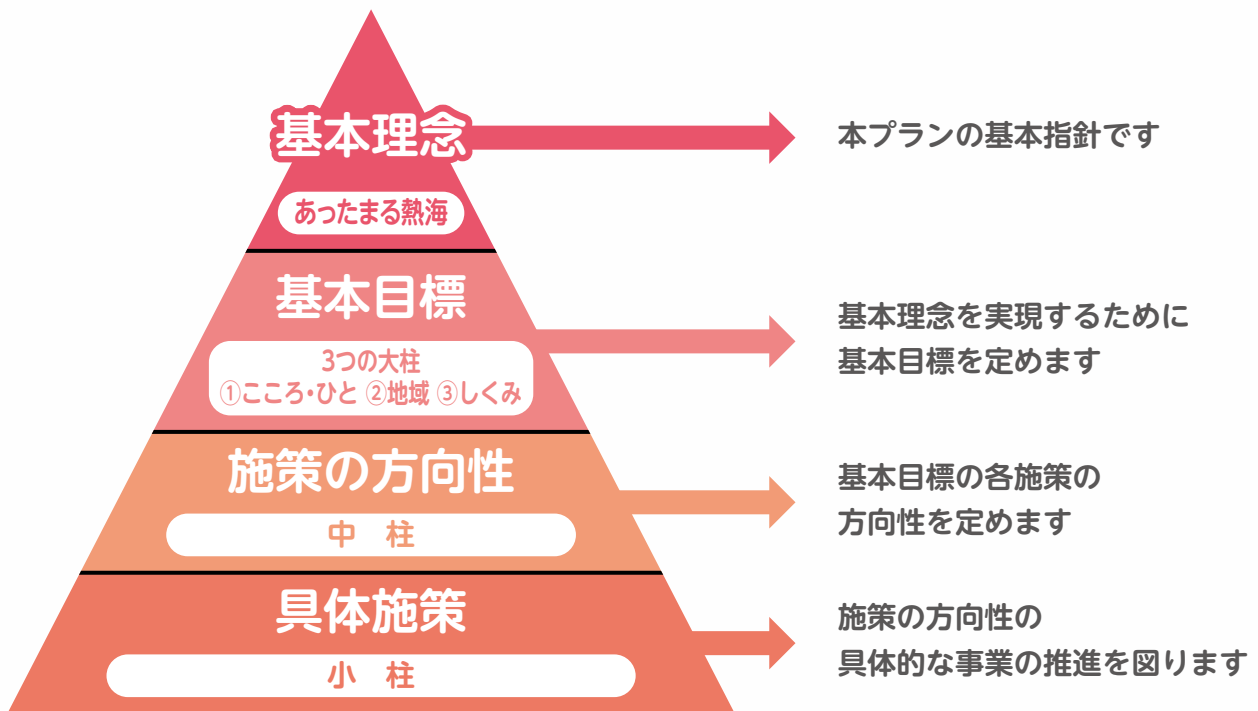 基本理念
あったまる熱海
本プランの基本指針です
基本目標
3つの大柱
①こころ・ひと ②地域 ③しくみ
基本理念を実現するために
基本目標を定めます
施策の方向性
中 柱
基本目標の各施策の
方向性を定めます
具体施策
小 柱
施策の方向性の
具体的な事業の推進を図ります